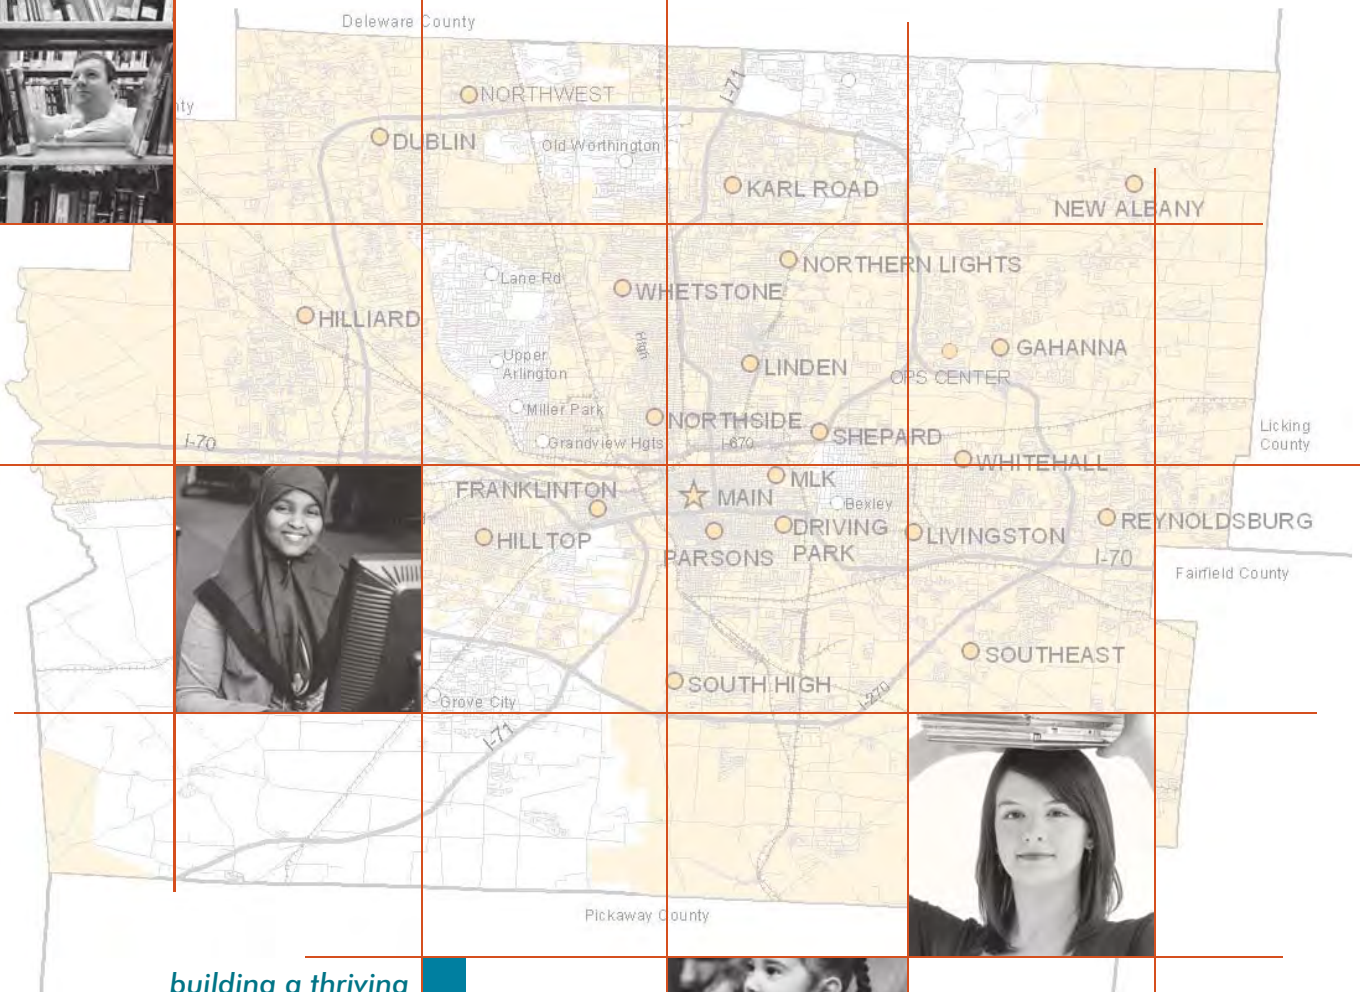 Deleware County
nty
NORTHWEST
I-71
DUBLIN
Old Worthington
KARL ROAD
NEW ALBANY
NORTHERN LIGHTS
Lane Rd
WHETSTONE
HILLIARD
High
GAHANNA
Upper
Arlington
LINDEN
OPS CENTER
Miller Park
NORTHSIDE
SHEPARD
Licking
County
I-70
Grandview Hgts
I-670
WHITEHALL
MLK
FRANKLINTON
MAIN
Bexley
REYNOLDSBURG
HILLTOP
DRIVING
PARK
LIVINGSTON
PARSONS
I-70
Fairfield County
SOUTHEAST
SOUTH HIGH
I-270
Grove City
I-71
Pickaway County
building a thriving